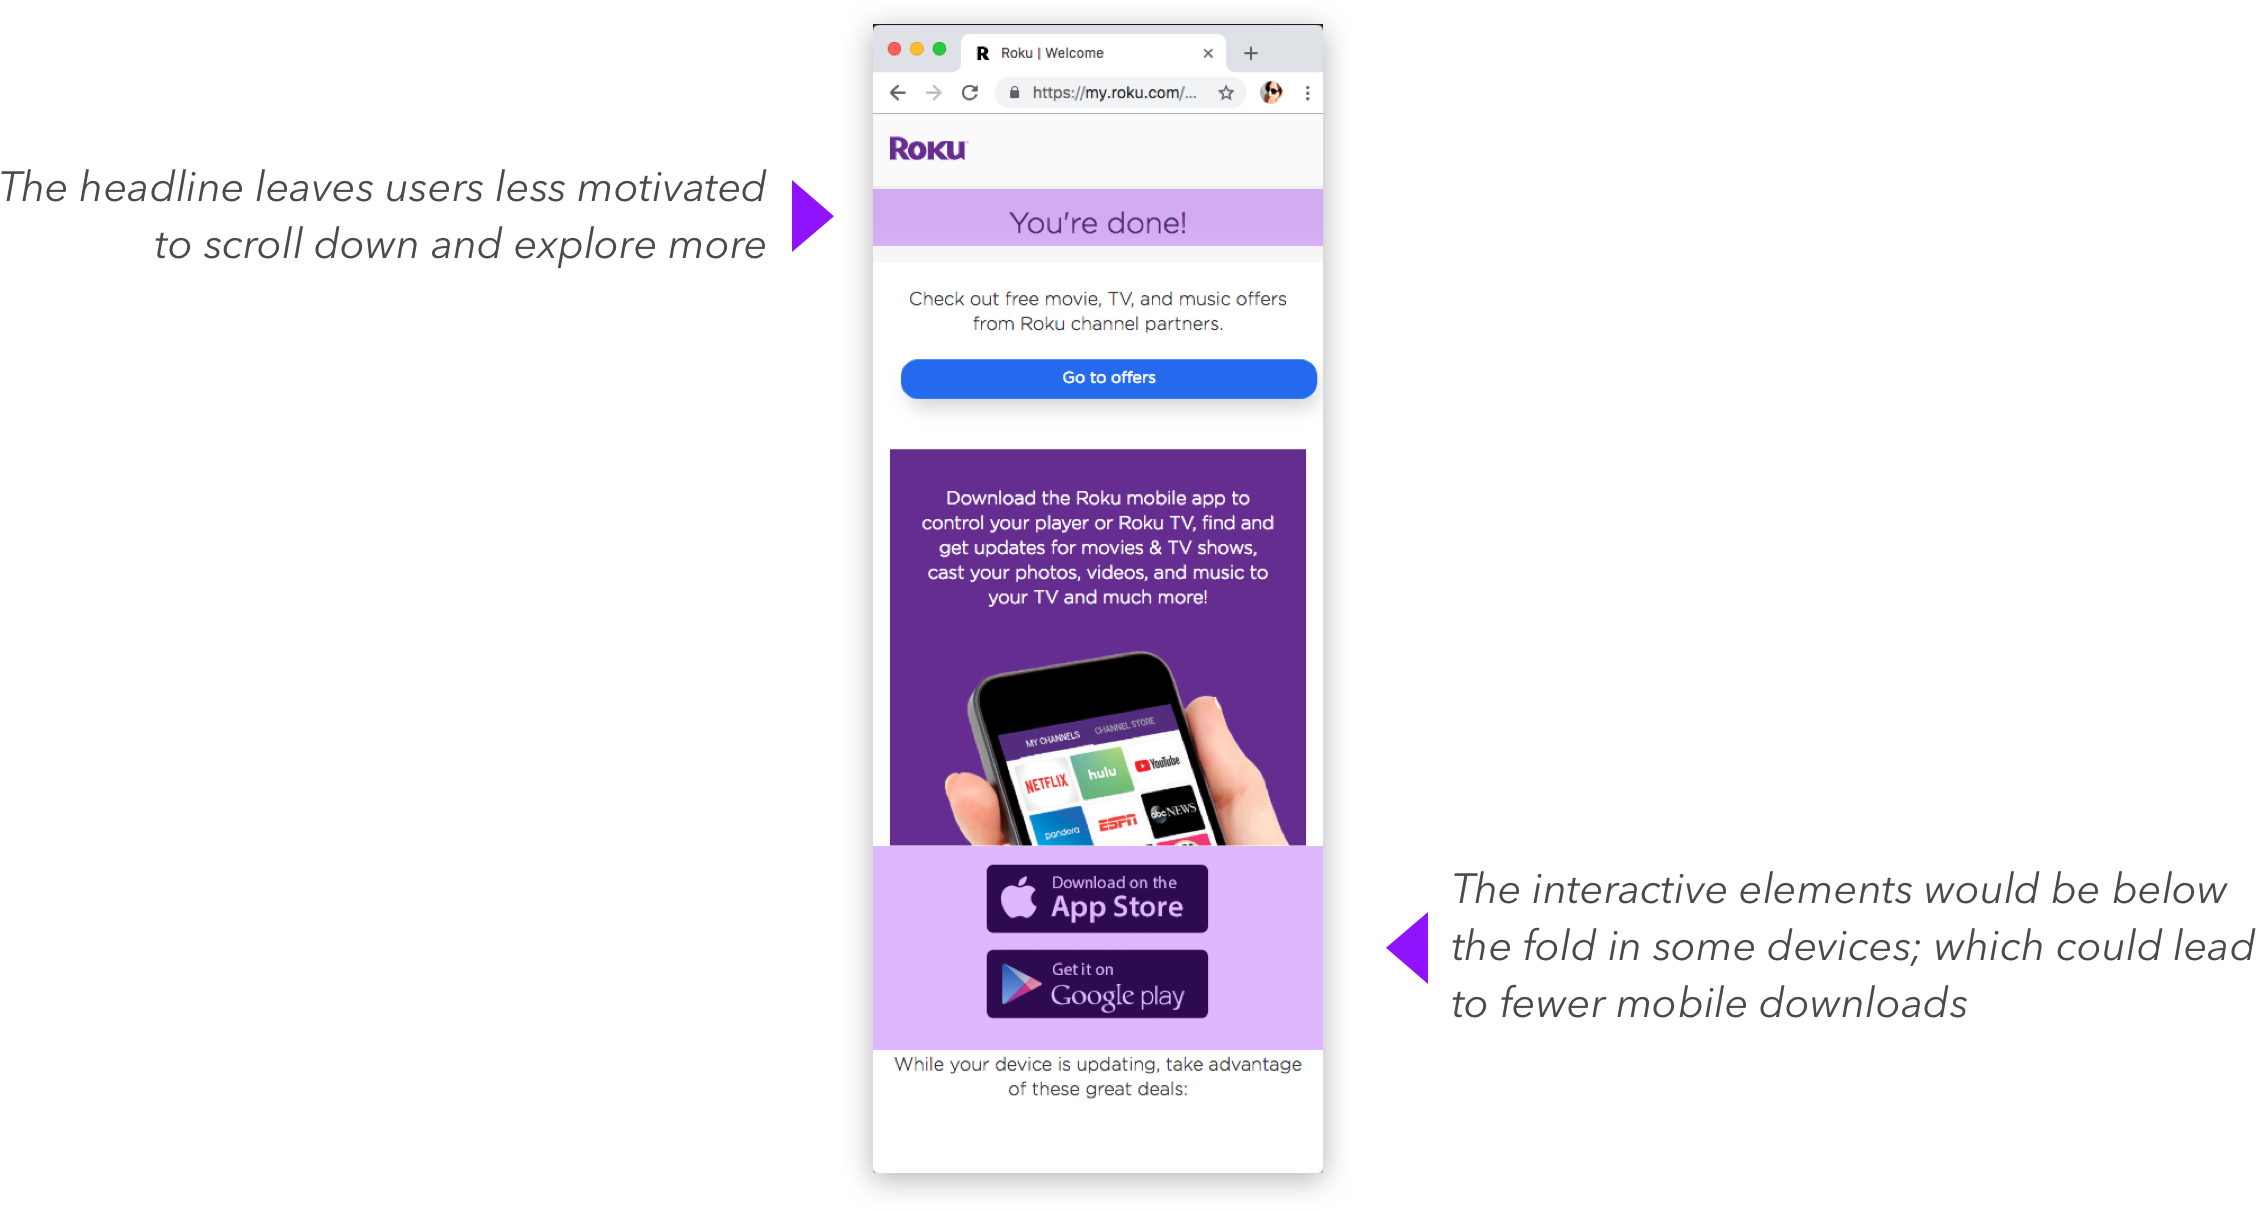 R Roku | Welcome
https://my.roku.com/...
Roku
The headline leaves users less motivated
to scroll down and explore more
You're done!
Check out free movie, TV, and music offers
from Roku channel partners.
Go to offers
Download the Roku mobile app to
control your player or Roku TV, find and
get updates for movies & TV shows,
cast your photos, videos, and music to
your TV and much more!
MY CHANNELS CHANNEL STORE
NETFLIX hulu YouTube
pandora ESPN abc NEWS
Download on the
App Store
Get it on
Google play
The interactive elements would be below
the fold in some devices; which could lead
to fewer mobile downloads
While your device is updating, take advantage
of these great deals: